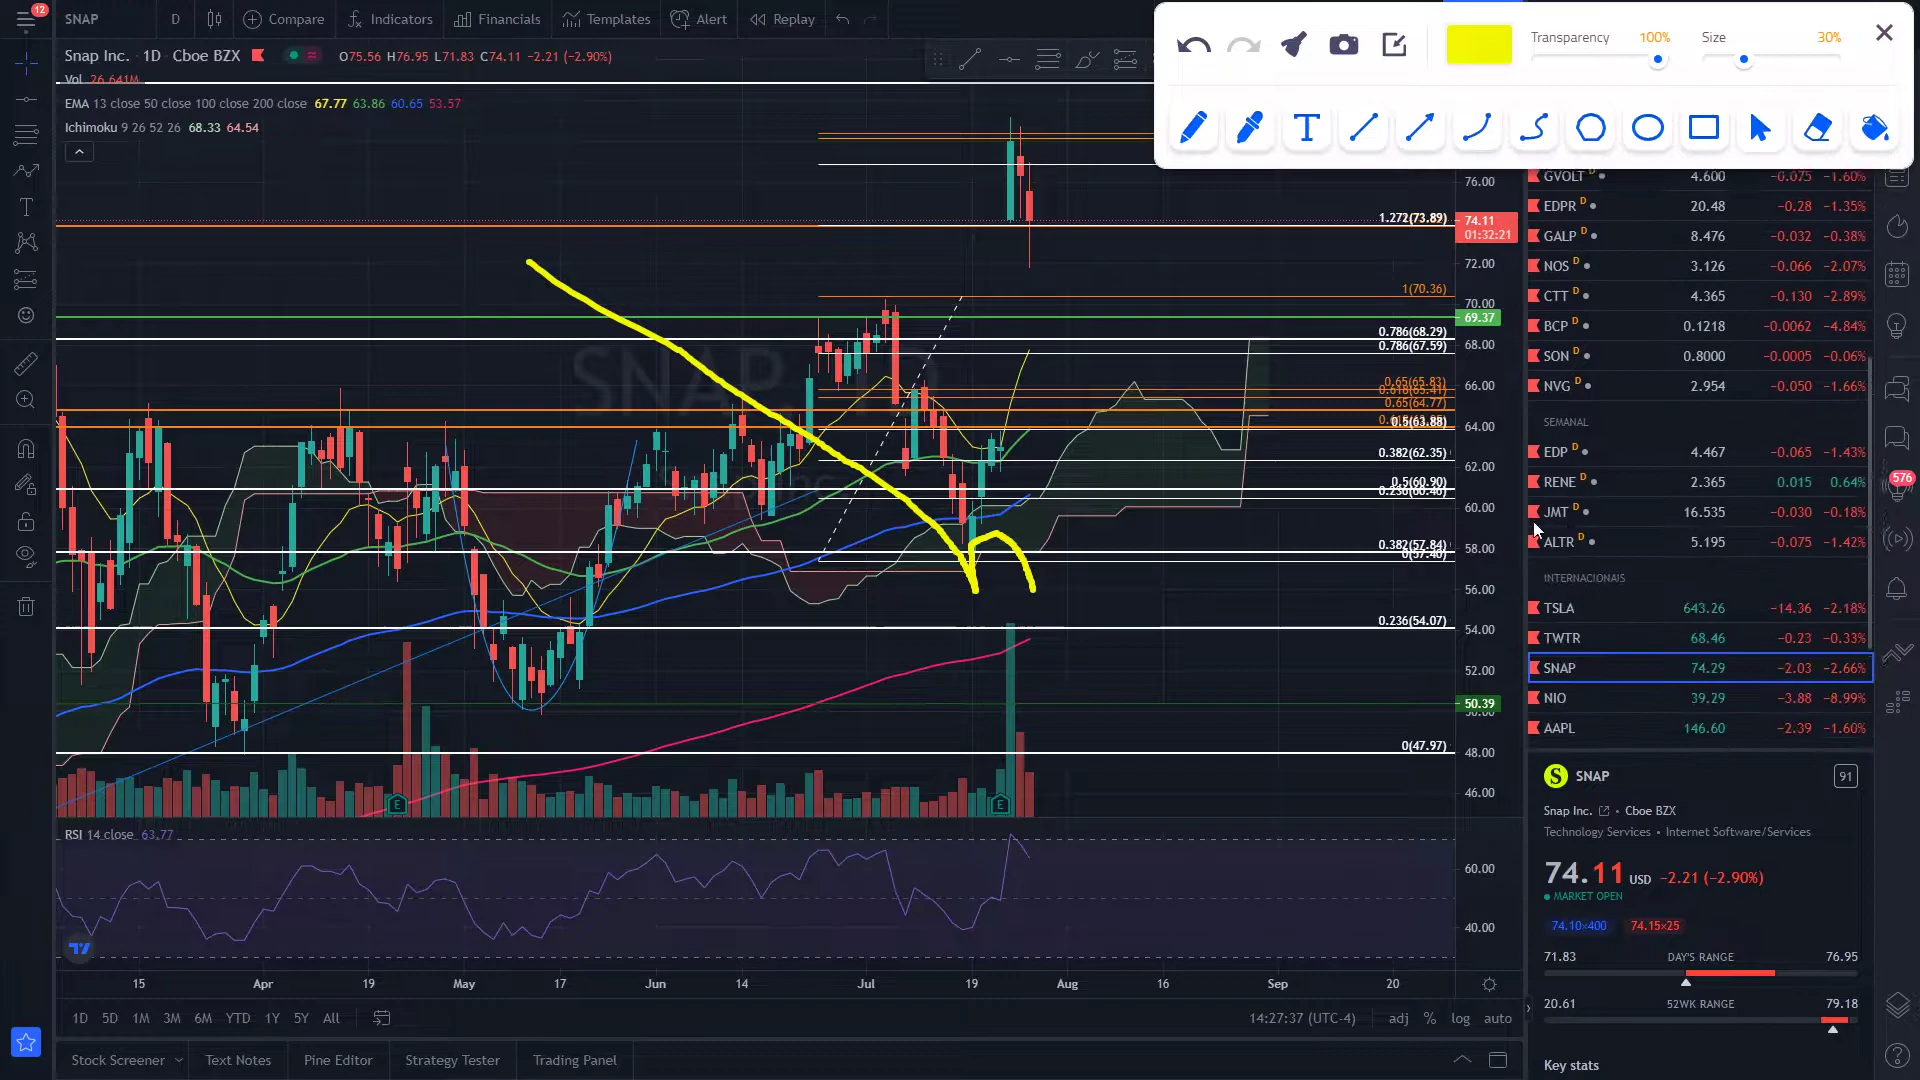 12
SNAP D Compare Indicators Financials Templates Alert Replay
Snap Inc. · 1D · Cboe BZX O75.56 H76.95 L71.83 C74.11 −2.21 (−2.90%)
Vol 26.641M
EMA 13 close 50 close 100 close 200 close 67.77 63.86 60.65 53.57
Ichimoku 9 26 52 26 68.33 64.54
Transparency 100% Size 30%
T
76.00
1.272(73.89)
74.11
01:32:21
72.00
1(70.36)
70.00
69.37
0.786(68.29)
68.00
0.786(67.59)
66.00
0.65(65.83)
0.65(64.77)
64.00
0.5(63.88)
0.382(62.35)
62.00
0.5(60.90)
0.236(60.46)
60.00
0.382(57.84)
58.00
56.00
0.236(54.07)
54.00
52.00
50.39
50.00
0(47.97)
48.00
46.00
E
E
RSI 14 close 63.77
60.00
40.00
15 Apr 19 May 17 Jun 14 Jul 19 Aug 16 Sep 20
1D 5D 1M 3M 6M YTD 1Y 5Y All
14:27:37 (UTC-4) adj % log auto
Stock Screener Text Notes Pine Editor Strategy Tester Trading Panel
GVOLT D 4.600 −0.075 −1.60%
EDPR D 20.48 −0.28 −1.35%
GALP D 8.476 −0.032 −0.38%
NOS D 3.126 −0.066 −2.07%
CTT D 4.365 −0.130 −2.89%
BCP D 0.1218 −0.0062 −4.84%
SON D 0.8000 −0.0005 −0.06%
NVG D 2.954 −0.050 −1.66%
SEMANAL
EDP D 4.467 −0.065 −1.43%
RENE D 2.365 0.015 0.64%
JMT D 16.535 −0.030 −0.18%
ALTR D 5.195 −0.075 −1.42%
INTERNACIONAIS
TSLA 643.26 −14.36 −2.18%
TWTR 68.46 −0.23 −0.33%
SNAP 74.29 −2.03 −2.66%
NIO 39.29 −3.88 −8.99%
AAPL 146.60 −2.39 −1.60%
576
S SNAP 91
Snap Inc. • Cboe BZX
Technology Services • Internet Software/Services
74.11 USD −2.21 (−2.90%)
MARKET OPEN
74.10×400 74.15×25
71.83 DAY'S RANGE 76.95
20.61 52WK RANGE 79.18
Key stats